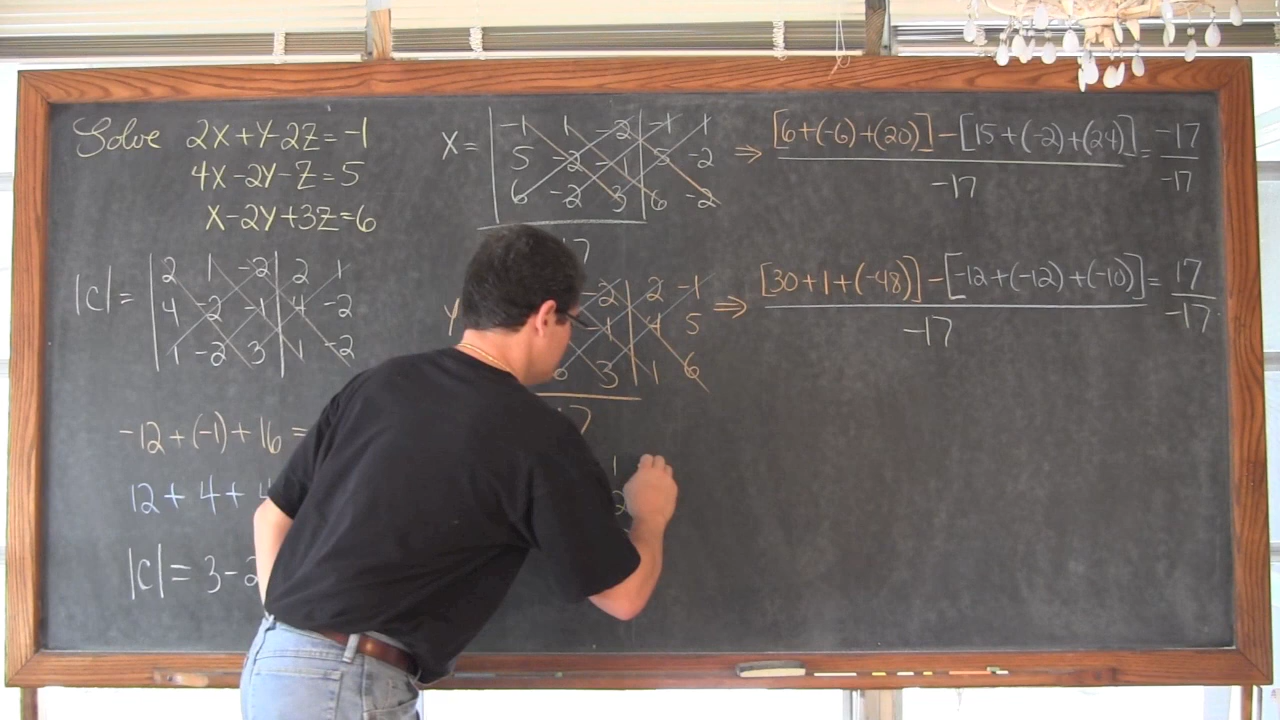 Solve 2X+Y-2Z=-1
4X-2Y-Z=5
X-2Y+3Z=6
|C|= 2 1 -2 2 1
4 -2 -1 4 -2
1 -2 3 1 -2
-12+(-1)+16=
12+4+4
|C|=3-2
X= -1 1 -2 -1 1
5 -2 -1 5 -2
6 -2 3 6 -2
17
⇒ [6+(-6)+(20)]-[15+(-2)+(24)] = -17
-17 -17
Y -2 2 -1
-1 4 5
6 3 1 6
17
⇒ [30+1+(-48)]-[-12+(-12)+(-10)] = 17
-17 -17
1
2